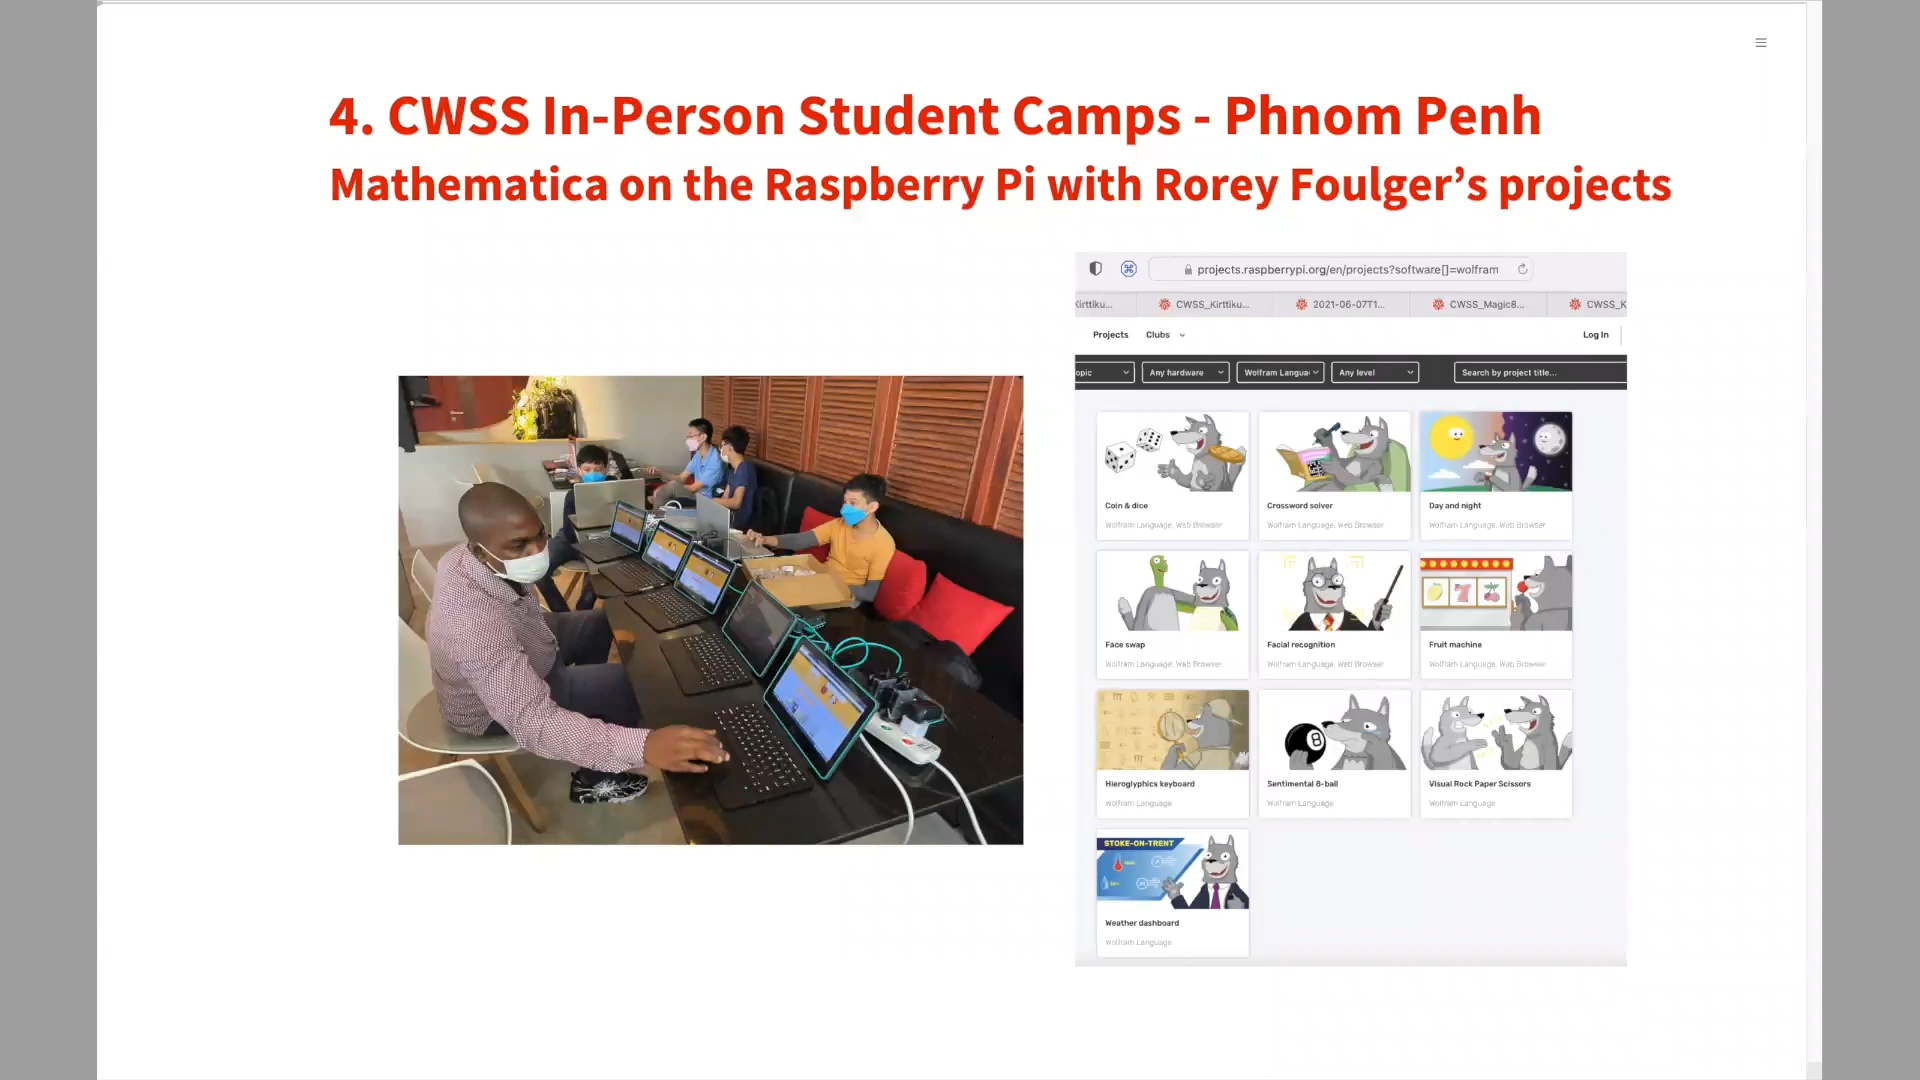 4. CWSS In-Person Student Camps - Phnom Penh
Mathematica on the Raspberry Pi with Rorey Foulger’s projects
projects.raspberrypi.org/en/projects?software[]=wolfram
Kirttiku... CWSS_Kirttiku... 2021-06-07T1... CWSS_Magic8... CWSS_K
Projects Clubs Log In
opic Any hardware Wolfram Langua Any level Search by project title...
Coin & dice Crossword solver Day and night
Wolfram Language, Web Browser Wolfram Language, Web Browser Wolfram Language, Web Browser
Face swap Facial recognition Fruit machine
Wolfram Language, Web Browser Wolfram Language, Web Browser Wolfram Language, Web Browser
8
Hieroglyphics keyboard Sentimental 8-ball Visual Rock Paper Scissors
Wolfram Language Wolfram Language Wolfram Language
STOKE-ON-TRENT
Weather dashboard
Wolfram Language